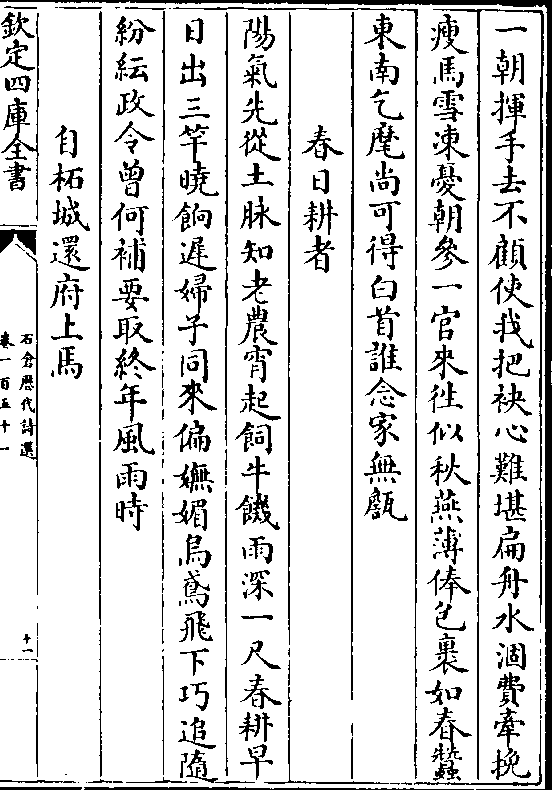 一朝揮手去不顧使我把袂心難堪扁舟水涸費牽挽
瘦馬雪凍憂朝參一官來徃似秋燕薄俸包裹如春蠶
東南乞麾尚可得白首誰念家無甔
春日耕者
陽氣先從土脉知老農宵起飼牛饑雨深一尺春耕早
日出三竿曉餉遲婦子同來偏嫵媚烏鳶飛下巧追隨
紛紜政令曾何補要取終年風雨時
自柘城還府上馬
欽定四庫全書
石倉歷代詩選
卷一百五十一
十一